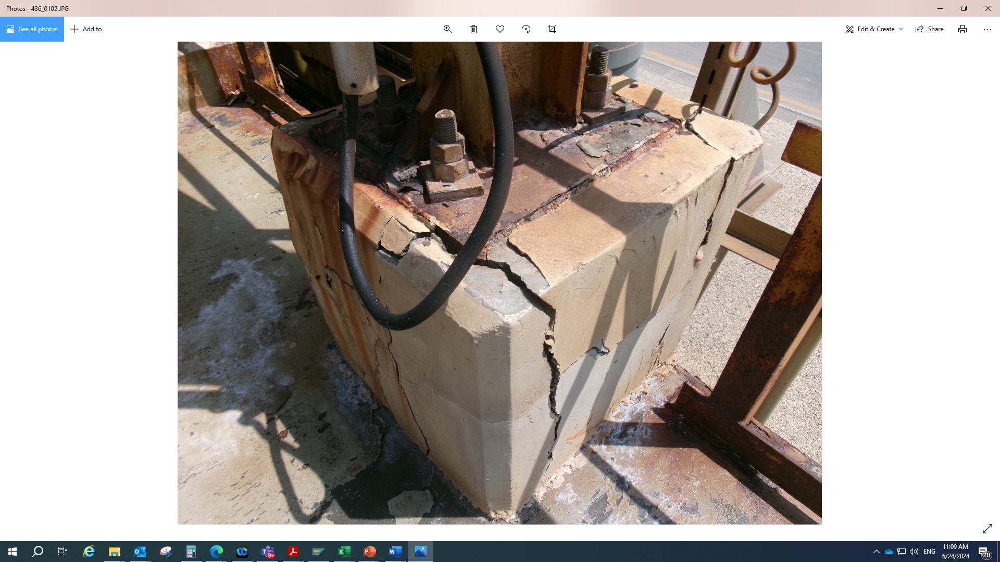 Photos - 436_0102.JPG
See all photos
Add to
Edit & Create
Share
9+
ENG
11:09 AM
6/24/2024
20